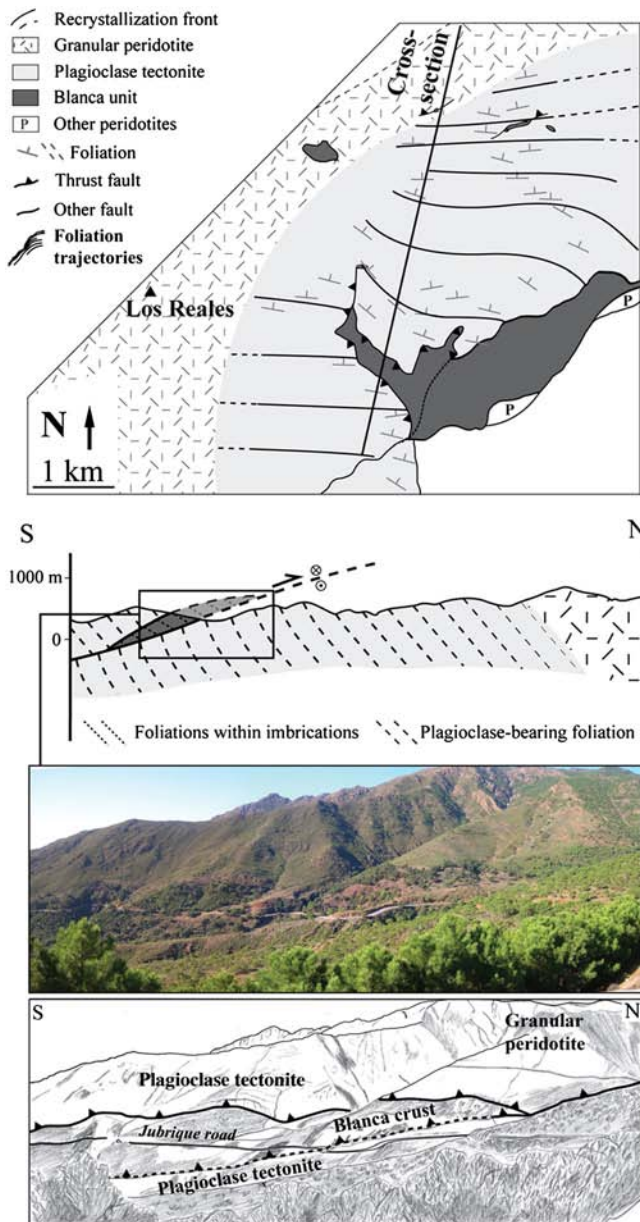 Recrystallization front
Granular peridotite
Plagioclase tectonite
Blanca unit
P Other peridotites
Foliation
Thrust fault
Other fault
Foliation
trajectories
Cross-
section
Los Reales
P
P
N
1 km
S N
1000 m
0
Foliations within imbrications Plagioclase-bearing foliation
S N
Granular
peridotite
Plagioclase tectonite
Blanca crust
Jubrique road
Plagioclase tectonite